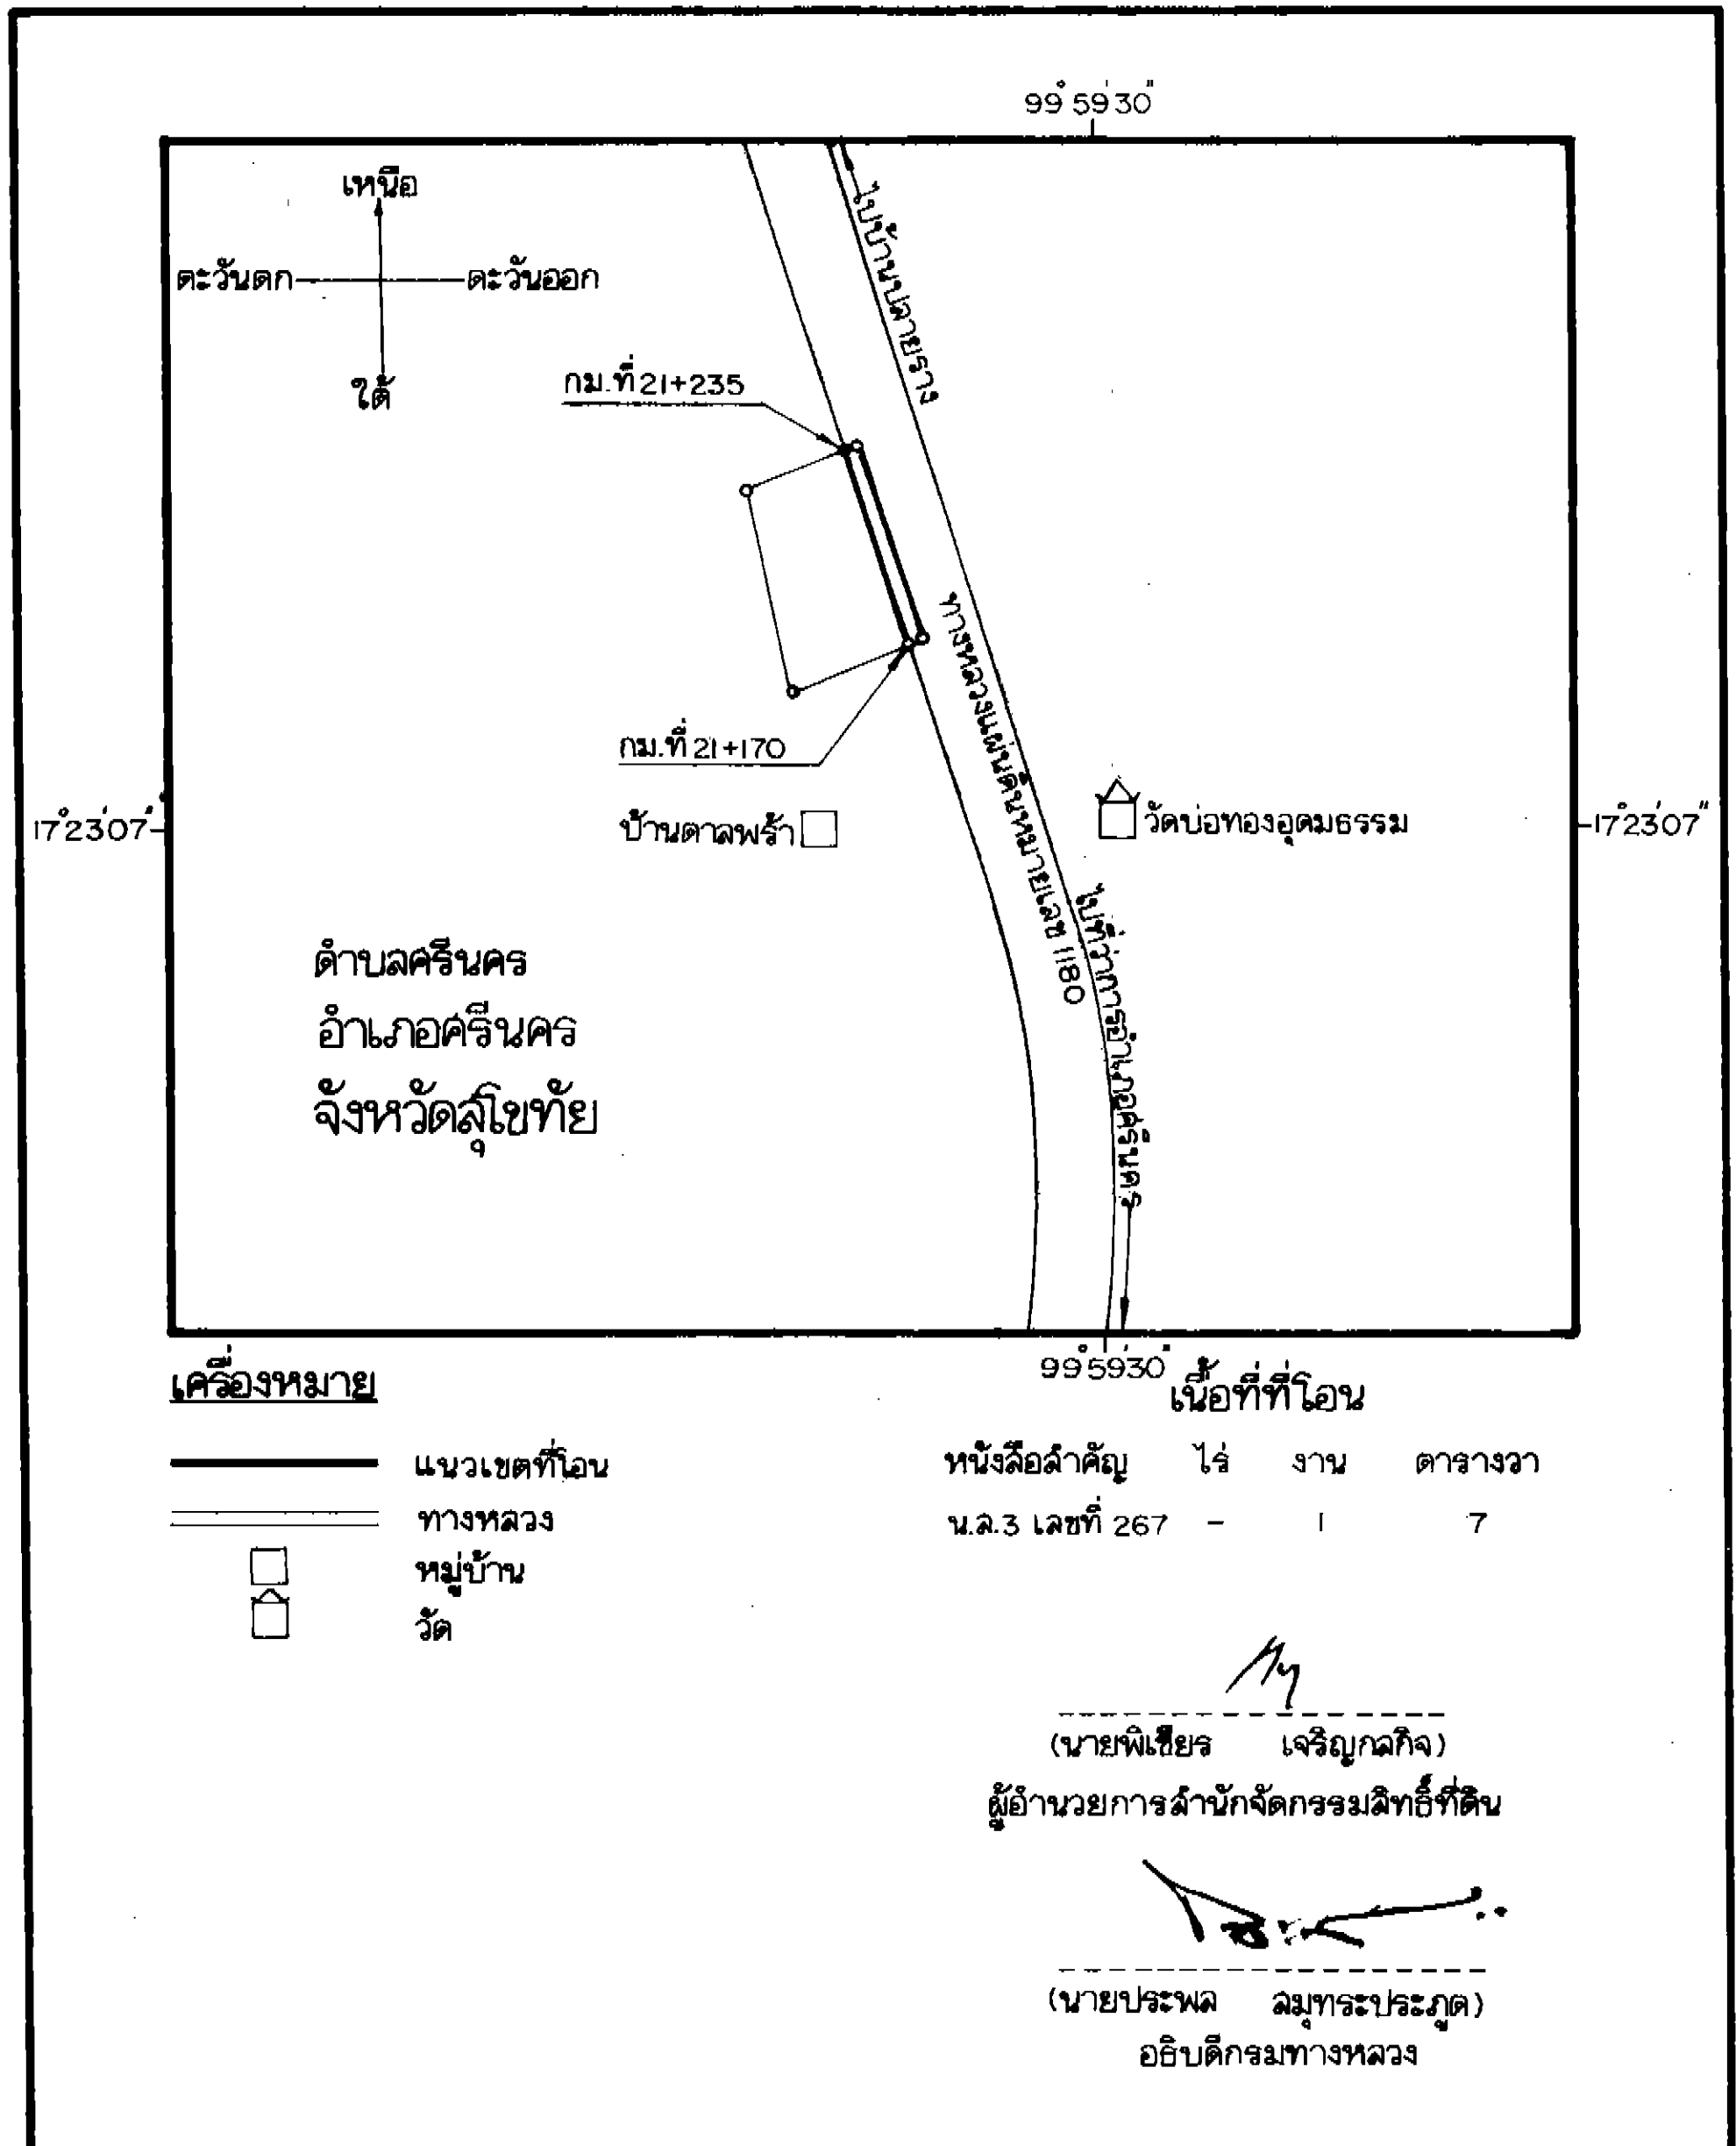 99°59'30"
เหนือ
ตะวันตก ตะวันออก
ใต้
ไปบ้านปลายราง
กม.ที่ 21+235
ทางหลวงแผ่นดินหมายเลข 1180
กม.ที่ 21+170
17°23'07" บ้านตาลพร้า วัดบ่อทองอุดมธรรม 17°23'07"
ไปที่ว่าการอำเภอศรีนคร
ตำบลศรีนคร
อำเภอศรีนคร
จังหวัดสุโขทัย
99°59'30"
เครื่องหมาย
แนวเขตที่โอน
ทางหลวง
หมู่บ้าน
วัด
เนื้อที่ที่โอน
หนังสือสำคัญ ไร่ งาน ตารางวา
น.ส.3 เลขที่ 267 - 1 7
(นายพิเชียร เจริญกลกิจ)
ผู้อำนวยการสำนักจัดกรรมสิทธิ์ที่ดิน
(นายประพล สมุทระประภูต)
อธิบดีกรมทางหลวง